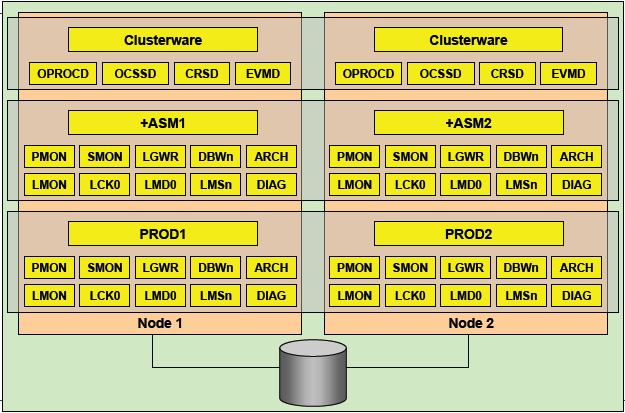 Clusterware Clusterware
OPROCD OCSSD CRSD EVMD OPROCD OCSSD CRSD EVMD
+ASM1 +ASM2
PMON SMON LGWR DBWn ARCH PMON SMON LGWR DBWn ARCH
LMON LCK0 LMD0 LMSn DIAG LMON LCK0 LMD0 LMSn DIAG
PROD1 PROD2
PMON SMON LGWR DBWn ARCH PMON SMON LGWR DBWn ARCH
LMON LCK0 LMD0 LMSn DIAG LMON LCK0 LMD0 LMSn DIAG
Node 1 Node 2